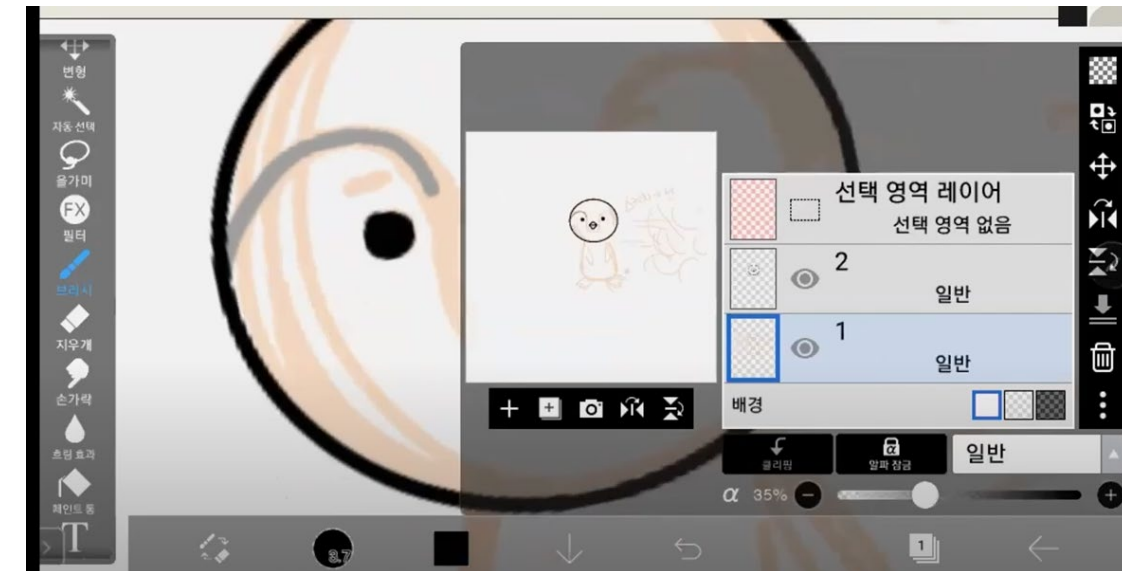 변형
자동 선택
올가미
FX
필터
브러시
지우개
손가락
흐림 효과
페인트 통
T
선택 영역 레이어
선택 영역 없음
2
일반
1
일반
배경
클리핑
α
알파 잠금
일반
α 35%
3.7
1